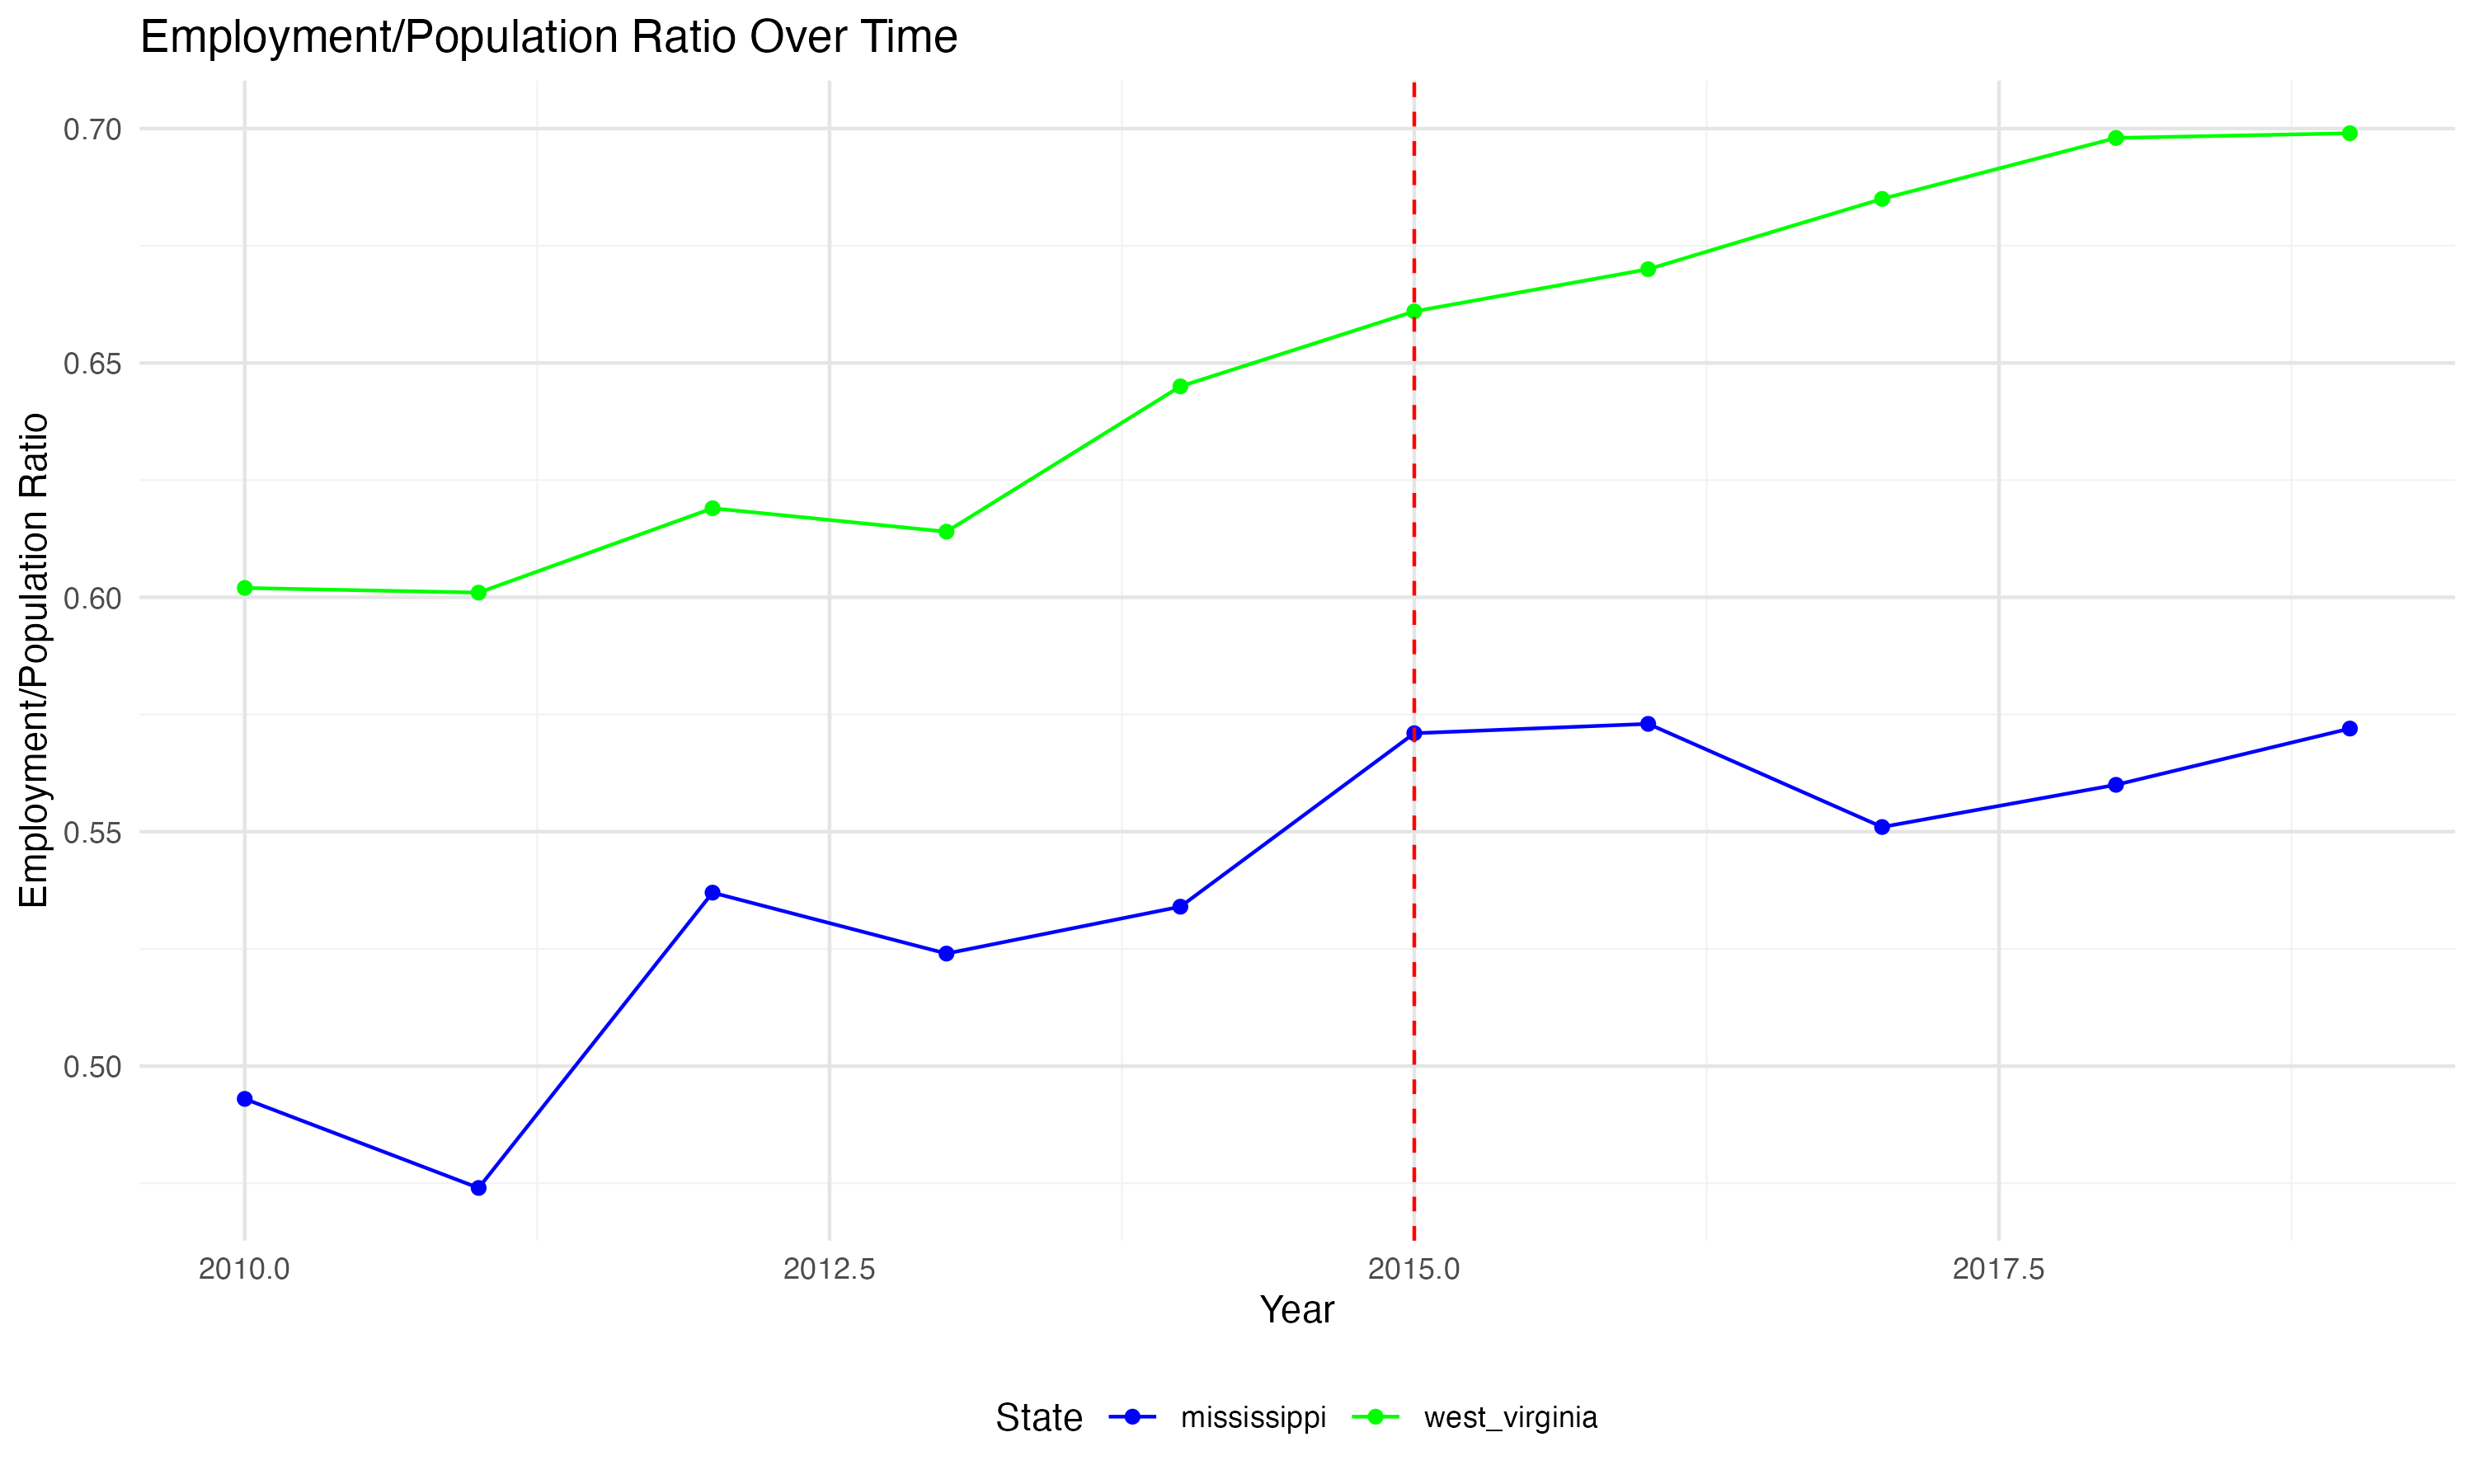 Employment/Population Ratio Over Time
Employment/Population Ratio
0.70
0.65
0.60
0.55
0.50
2010.0 2012.5 2015.0 2017.5
Year
State mississippi west_virginia